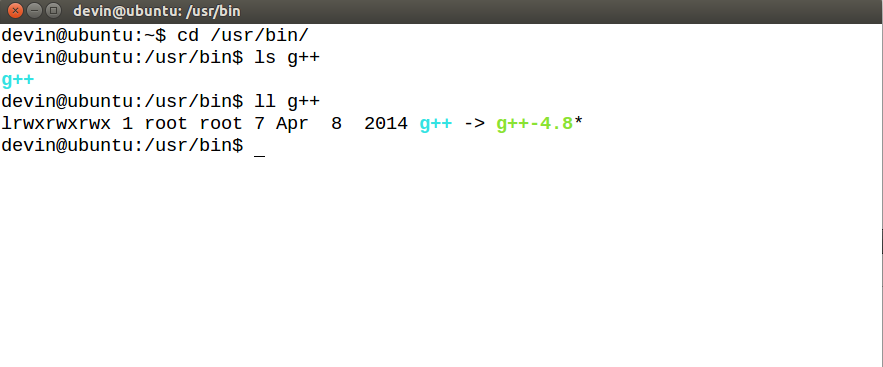 devin@ubuntu: /usr/bin
devin@ubuntu:~$ cd /usr/bin/
devin@ubuntu:/usr/bin$ ls g++
g++
devin@ubuntu:/usr/bin$ ll g++
lrwxrwxrwx 1 root root 7 Apr  8  2014 g++ -> g++-4.8*
devin@ubuntu:/usr/bin$ _